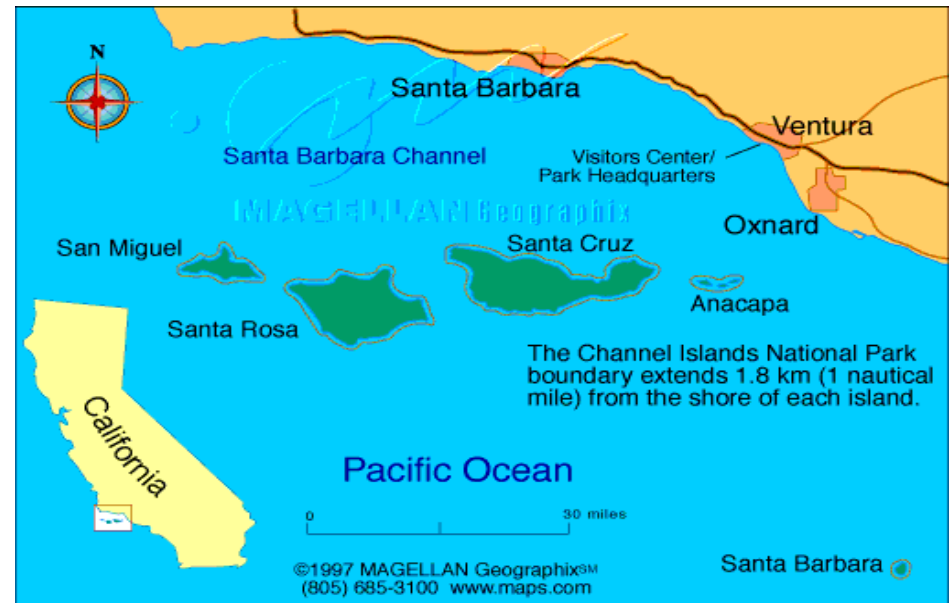 N
Santa Barbara
Ventura
Santa Barbara Channel
Visitors Center/
Park Headquarters
MAGELLAN Geographix
Oxnard
San Miguel
Santa Cruz
Anacapa
Santa Rosa
The Channel Islands National Park
boundary extends 1.8 km (1 nautical
mile) from the shore of each island.
California
Pacific Ocean
0
30 miles
©1997 MAGELLAN Geographix℠
(805) 685-3100 www.maps.com
Santa Barbara